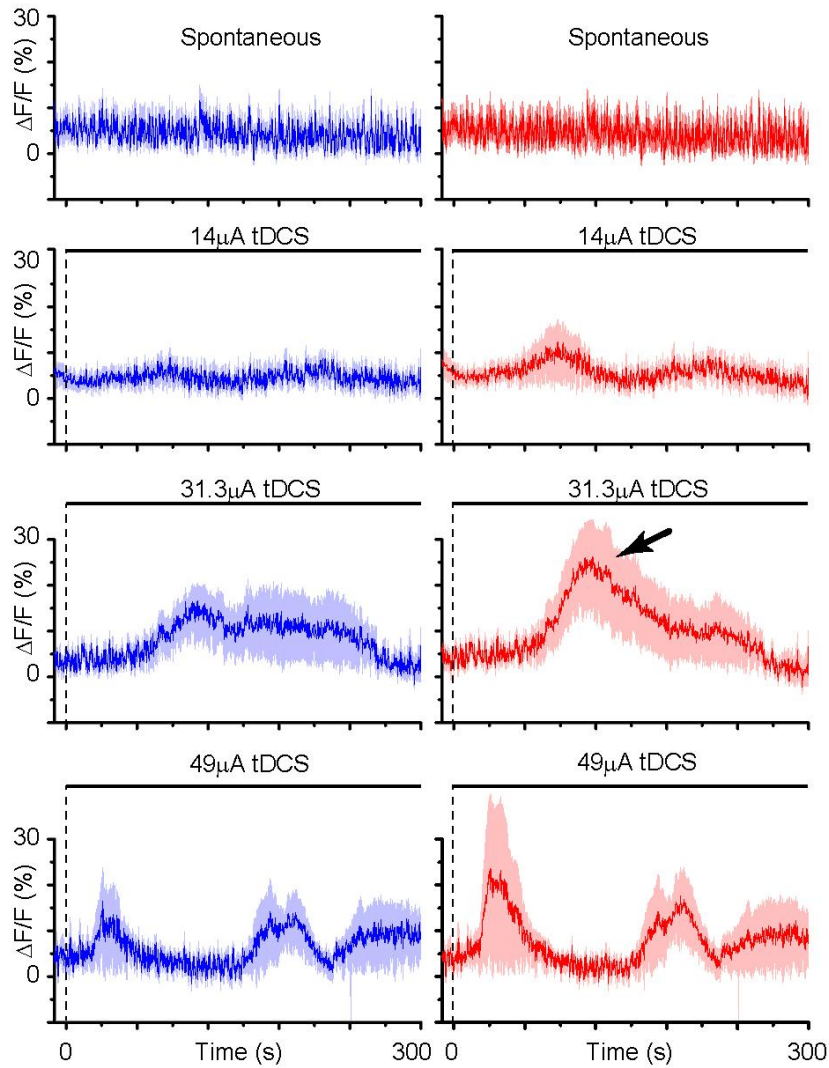 30
Spontaneous
Spontaneous
ΔF/F (%)
0
14μA tDCS
14μA tDCS
30
ΔF/F (%)
0
31.3μA tDCS
31.3μA tDCS
30
ΔF/F (%)
0
49μA tDCS
49μA tDCS
30
ΔF/F (%)
0
0 Time (s) 300
0 Time (s) 300